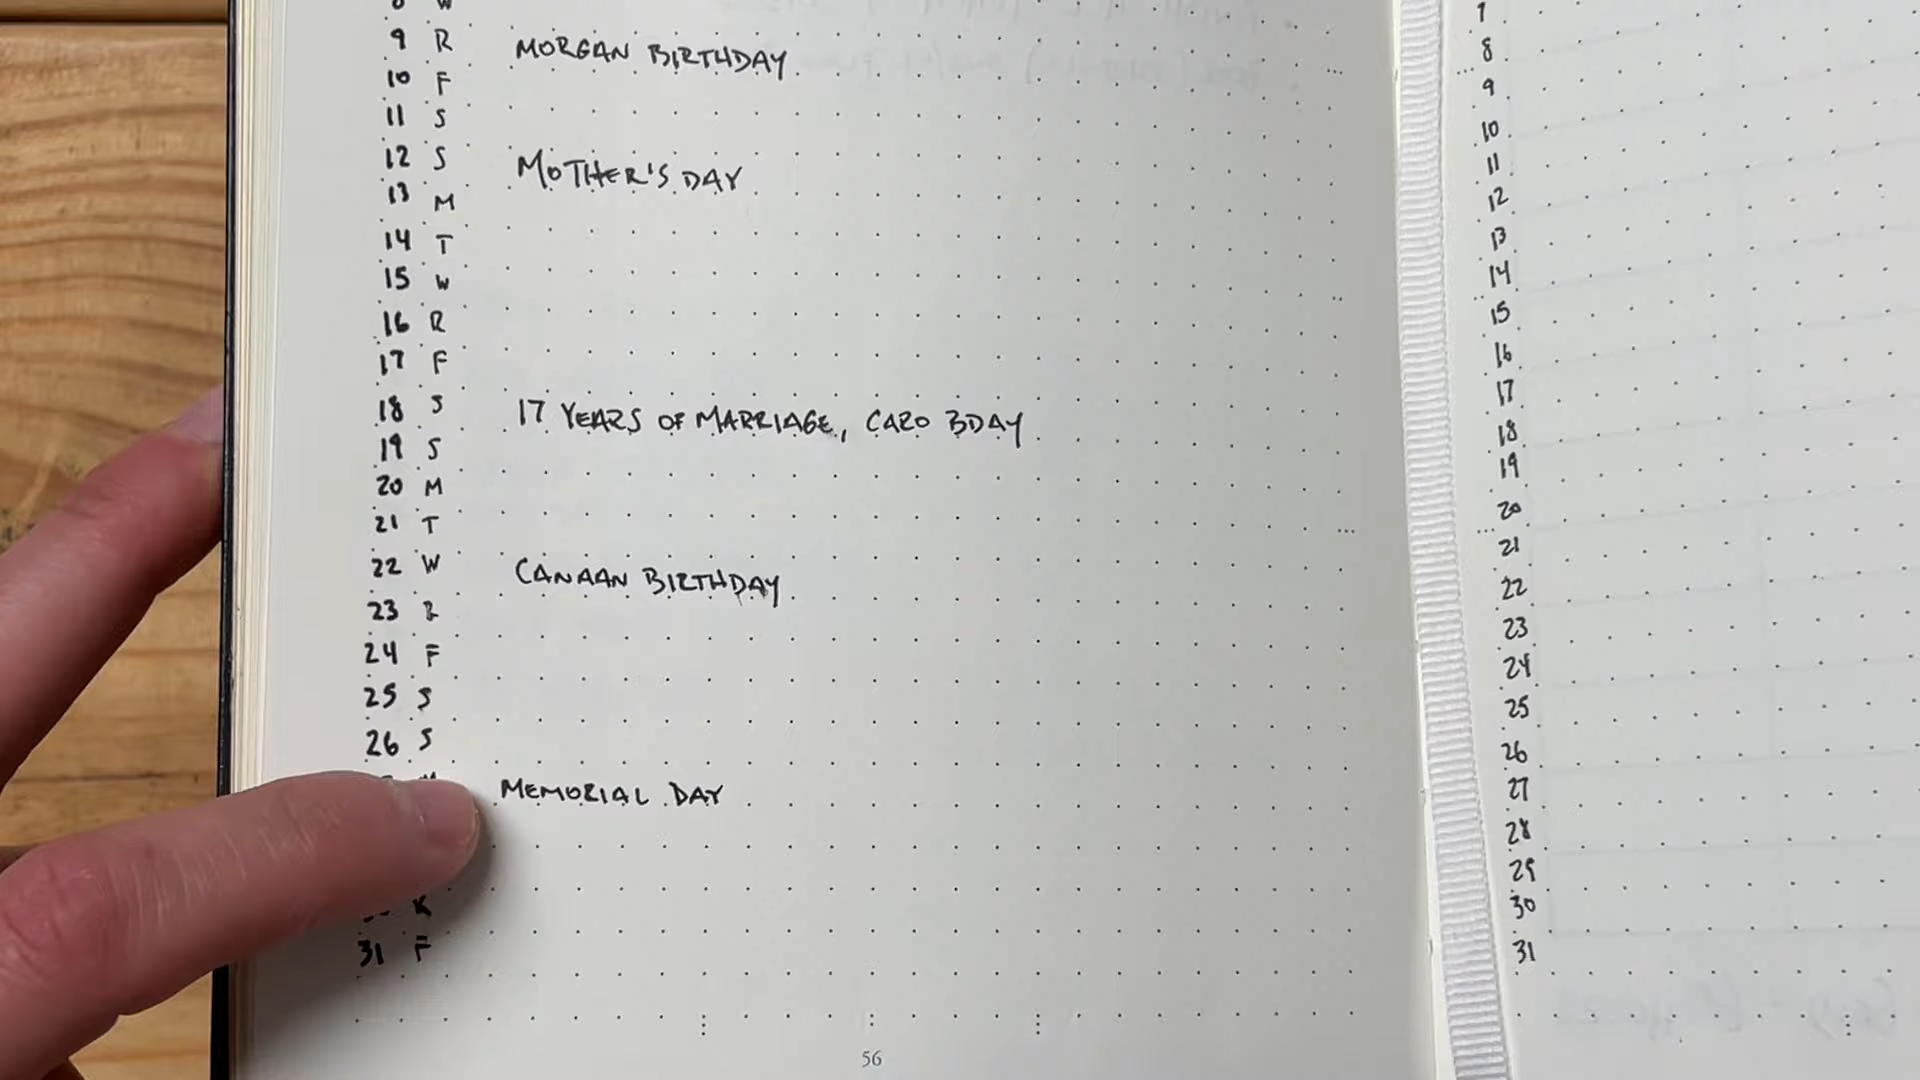 8 W
9 R MORGAN BIRTHDAY
10 F
11 S
12 S MOTHER'S DAY
13 M
14 T
15 W
16 R
17 F
18 S 17 YEARS OF MARRIAGE, CARO BDAY
19 S
20 M
21 T
22 W CANAAN BIRTHDAY
23 R
24 F
25 S
26 S
MEMORIAL DAY
31 F
56
7
8
9
10
11
12
13
14
15
16
17
18
19
20
21
22
23
24
25
26
27
28
29
30
31